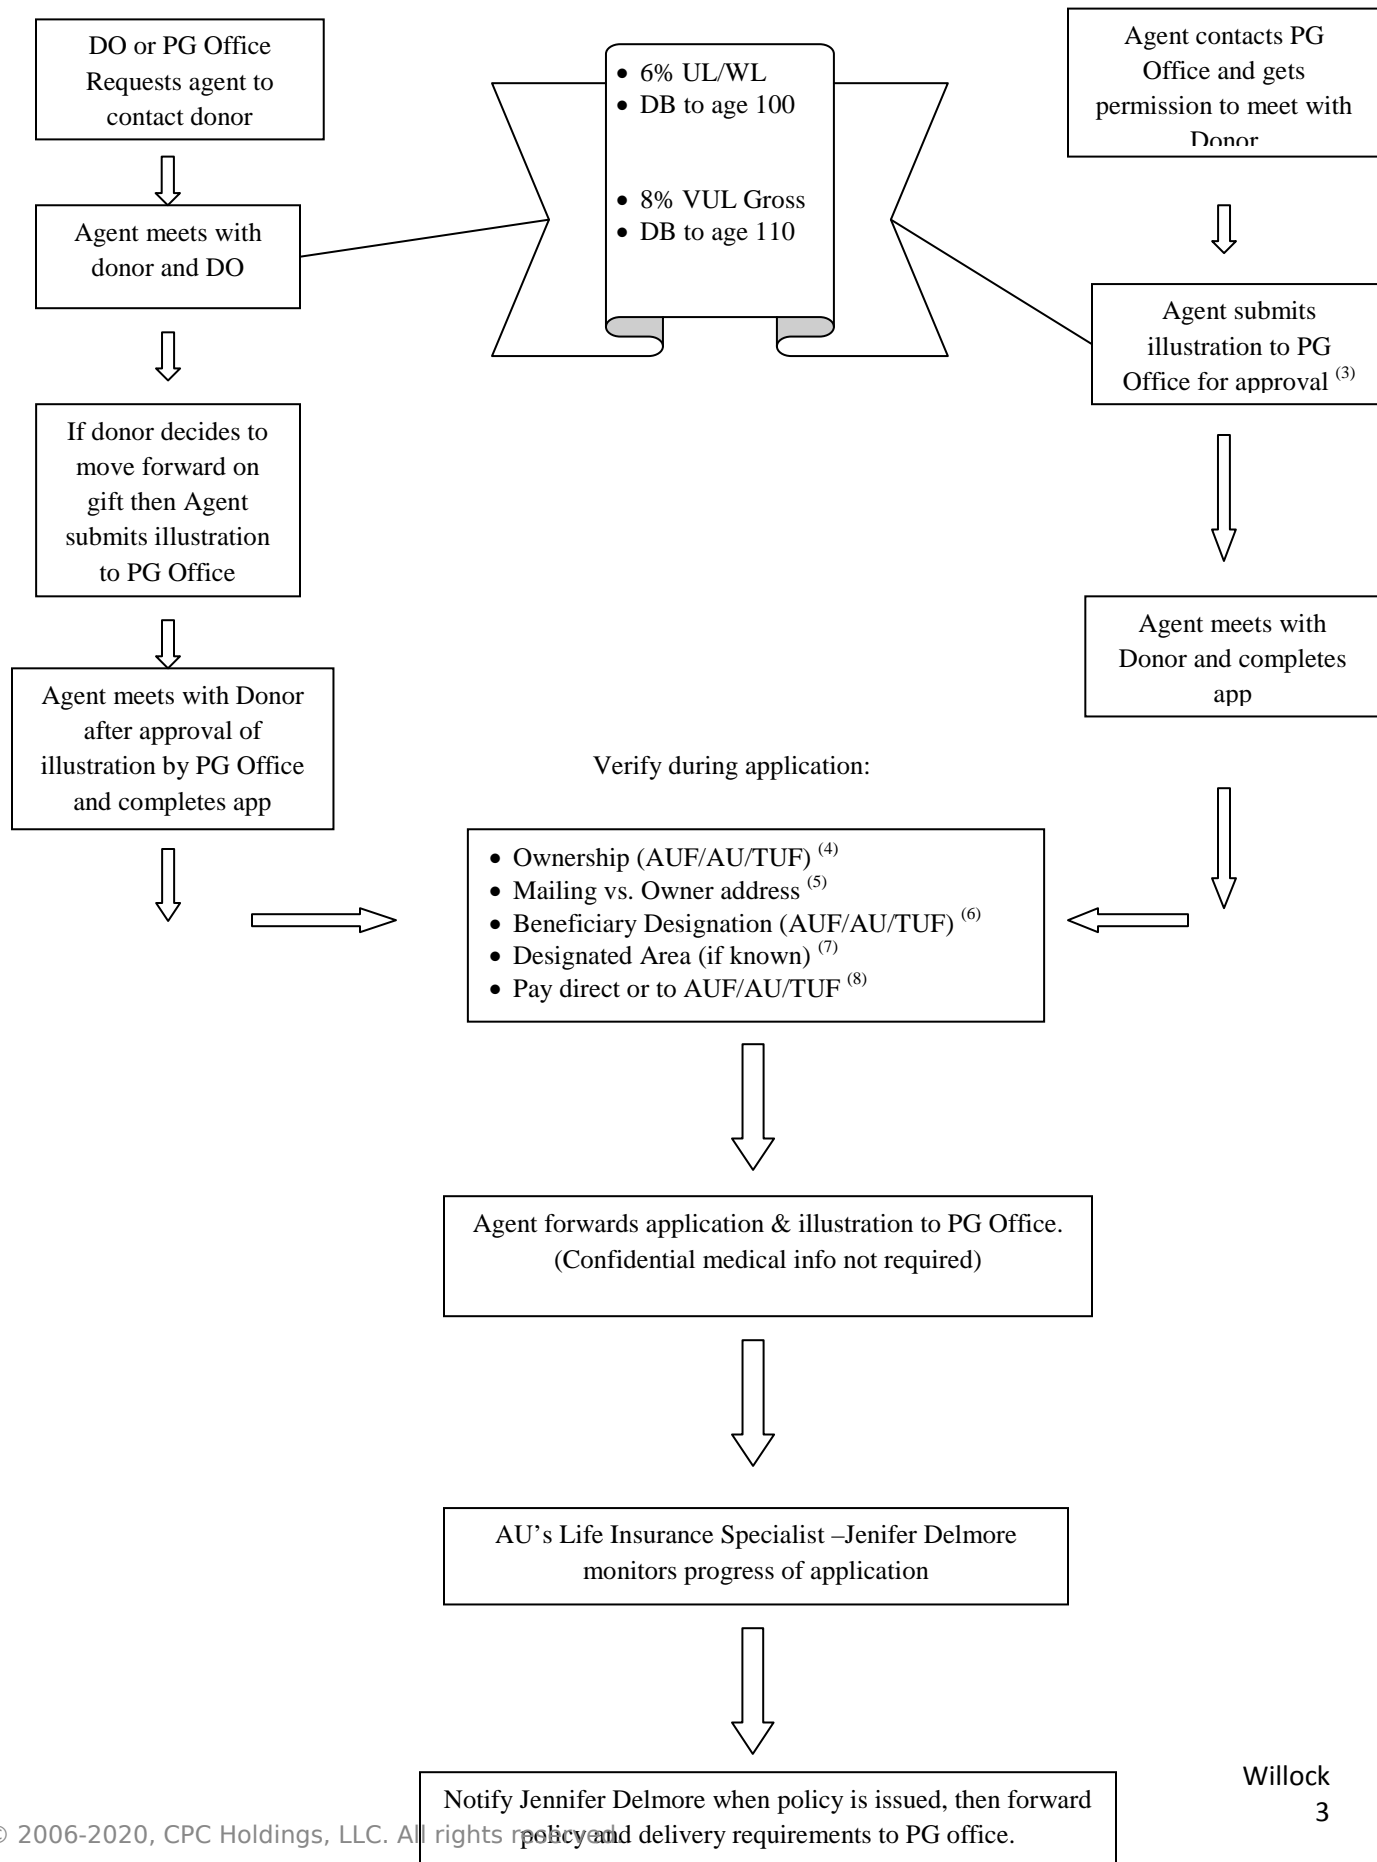 DO or PG Office
Requests agent to
contact donor
Agent meets with
donor and DO
If donor decides to
move forward on
gift then Agent
submits illustration
to PG Office
Agent meets with Donor
after approval of
illustration by PG Office
and completes app
• 6% UL/WL
• DB to age 100
• 8% VUL Gross
• DB to age 110
Agent contacts PG
Office and gets
permission to meet with
Donor
Agent submits
illustration to PG
Office for approval (3)
Agent meets with
Donor and completes
app
Verify during application:
• Ownership (AUF/AU/TUF) (4)
• Mailing vs. Owner address (5)
• Beneficiary Designation (AUF/AU/TUF) (6)
• Designated Area (if known) (7)
• Pay direct or to AUF/AU/TUF (8)
Agent forwards application & illustration to PG Office.
(Confidential medical info not required)
AU’s Life Insurance Specialist –Jenifer Delmore
monitors progress of application
Notify Jennifer Delmore when policy is issued, then forward
policy and delivery requirements to PG office.
Willock
3
© 2006-2020, CPC Holdings, LLC. All rights reserved.